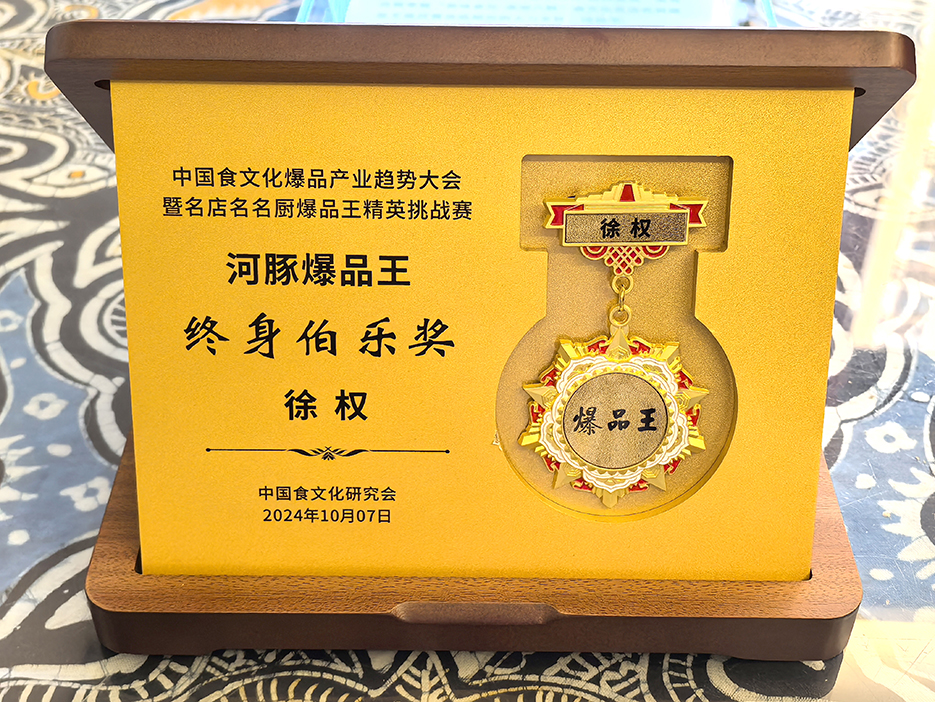 中国食文化爆品产业趋势大会
暨名店名名厨爆品王精英挑战赛
河豚爆品王
终身伯乐奖
徐权
中国食文化研究会
2024年10月07日
徐权
爆品王